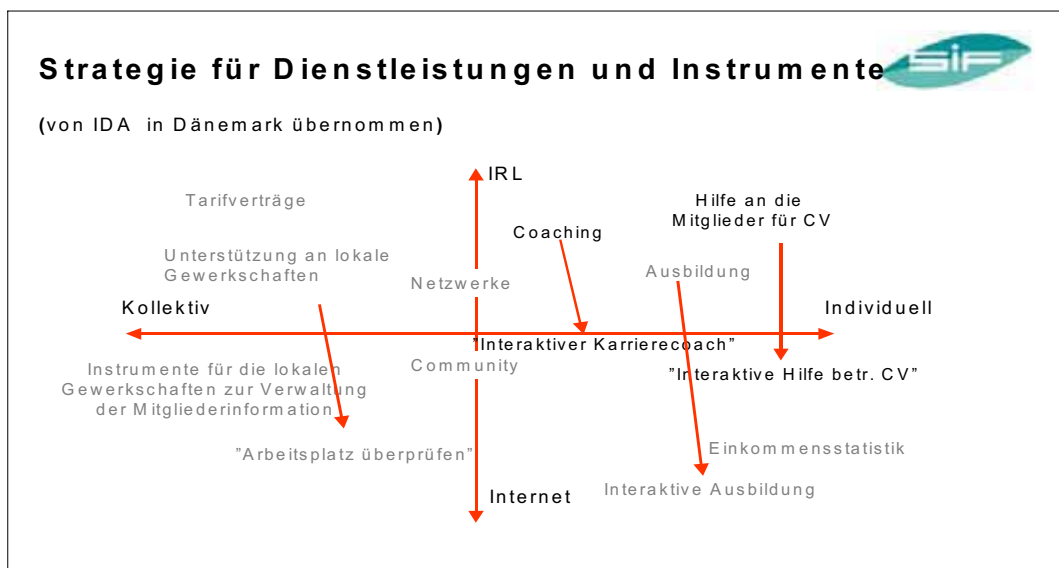 Strategie für Dienstleistungen und Instrumente
SiF
(von IDA in Dänemark übernommen)
IRL
Tarifverträge
Hilfe an die
Mitglieder für CV
Coaching
Unterstützung an lokale
Gewerkschaften
Netzwerke
Ausbildung
Kollektiv
Individuell
"Interaktiver Karrierecoach"
Community
Instrumente für die lokalen
Gewerkschaften zur Verwaltung
der Mitgliederinformation
"Interaktive Hilfe betr. CV"
"Arbeitsplatz überprüfen"
Einkommensstatistik
Internet
Interaktive Ausbildung